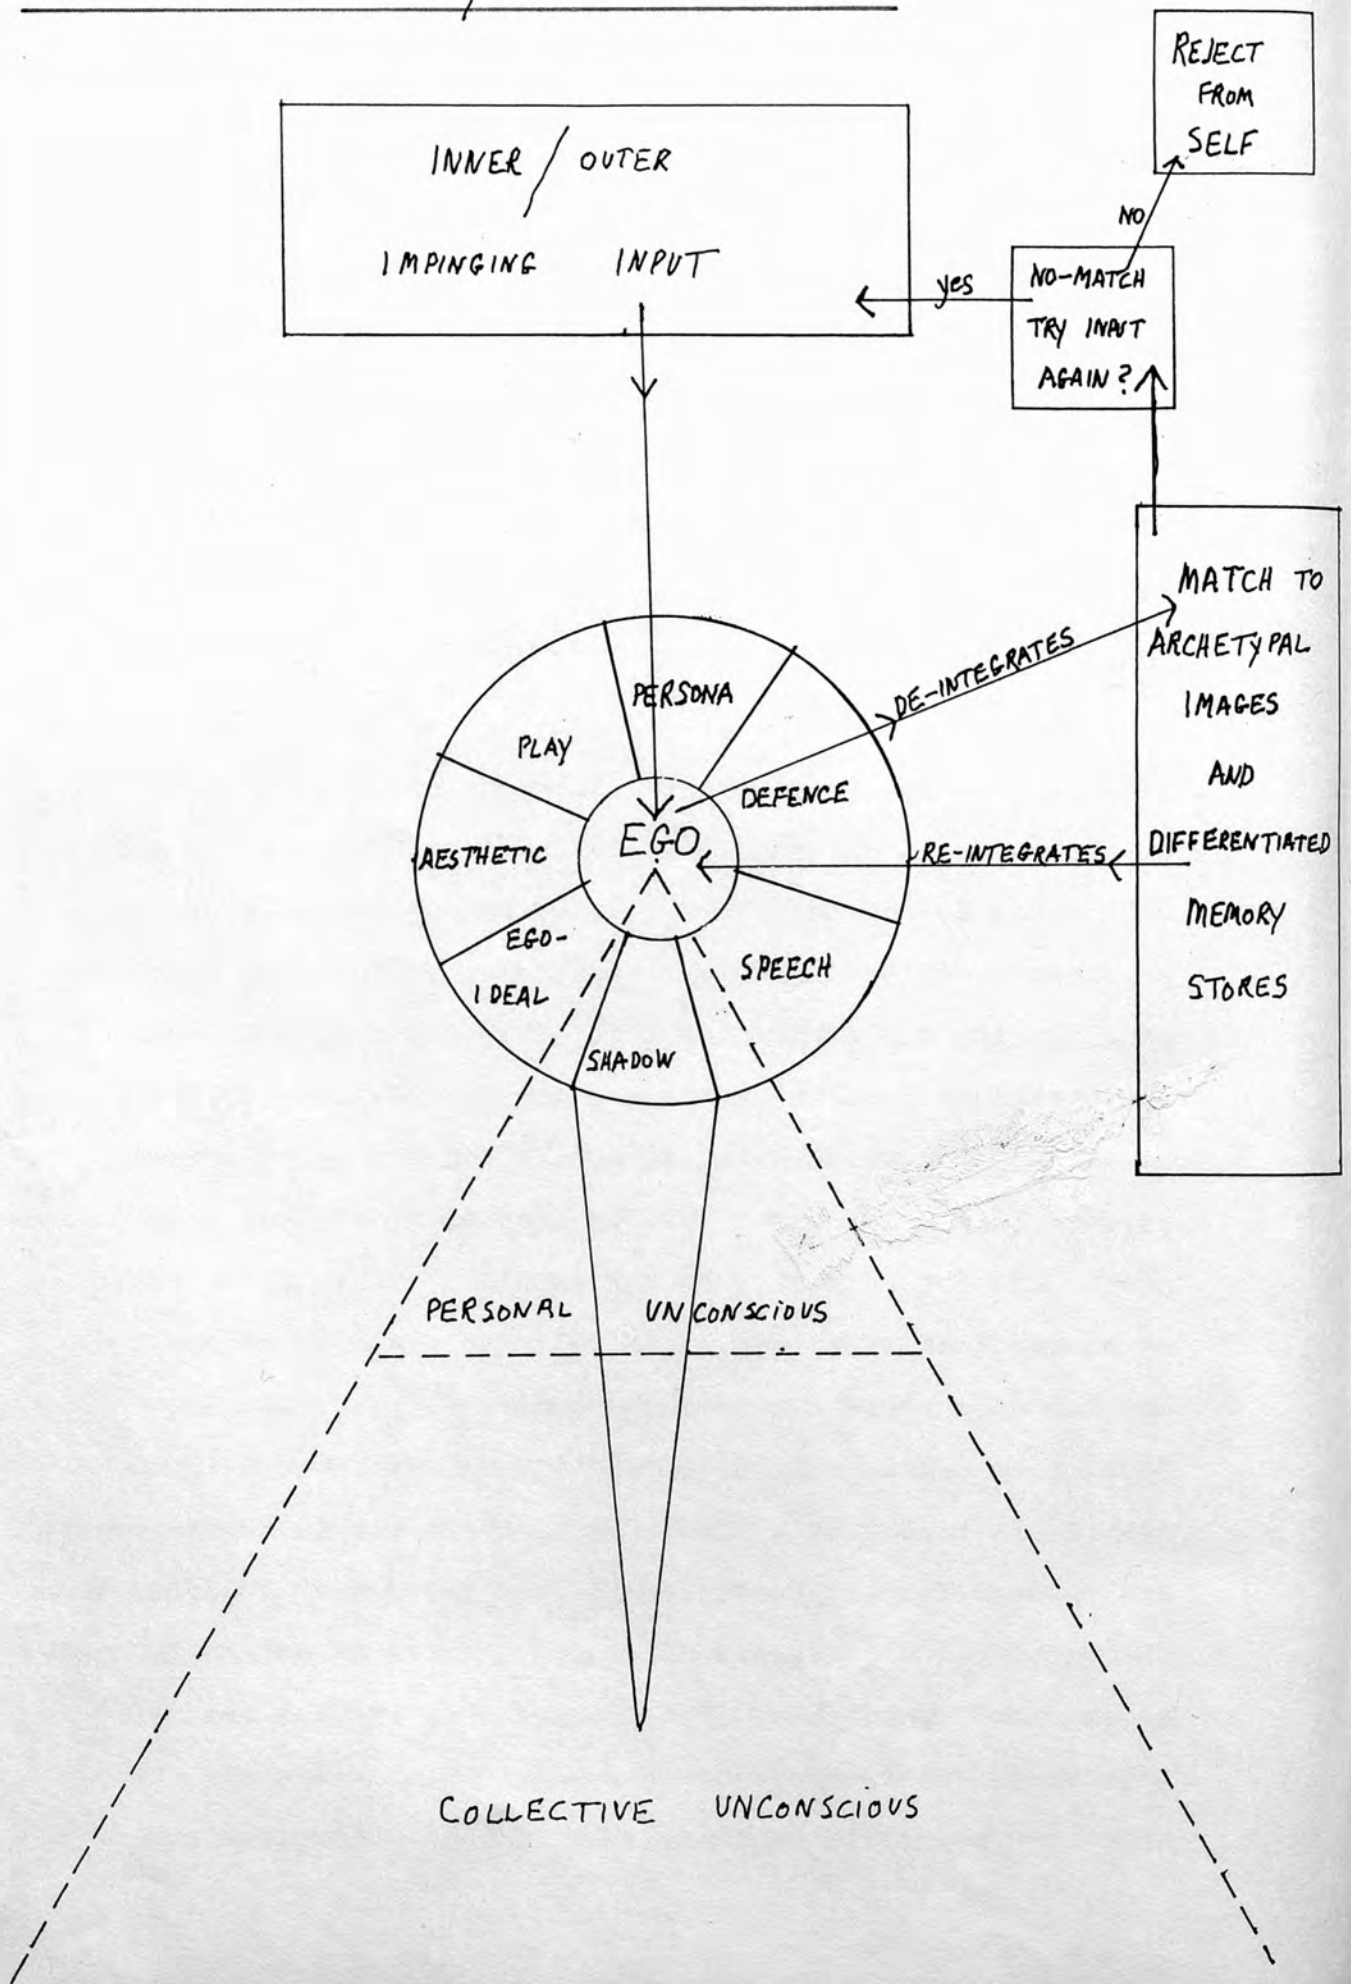 REJECT
FROM
SELF
INNER / OUTER
IMPINGING INPUT
NO
yes
NO-MATCH
TRY INPUT
AGAIN?
MATCH TO
ARCHETYPAL
IMAGES
AND
DIFFERENTIATED
MEMORY
STORES
DE-INTEGRATES
RE-INTEGRATES
PERSONA
PLAY
DEFENCE
EGO
AESTHETIC
EGO-
IDEAL
SPEECH
SHADOW
PERSONAL UNCONSCIOUS
COLLECTIVE UNCONSCIOUS